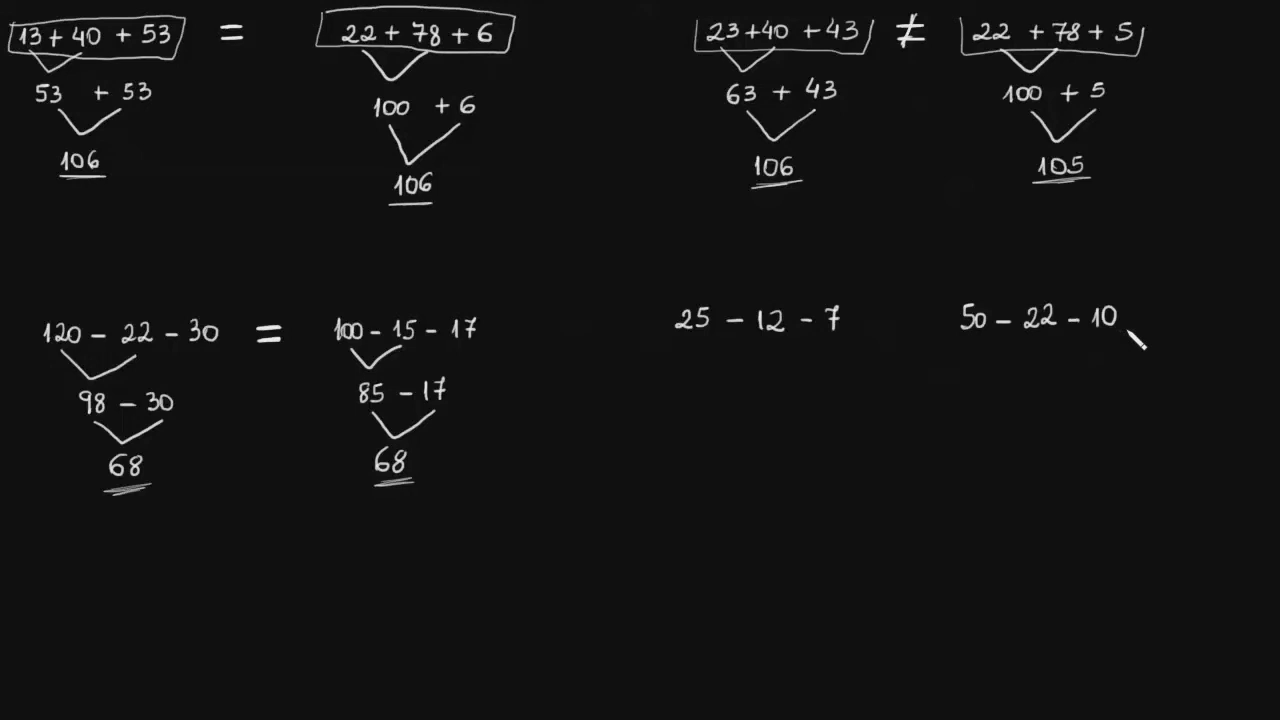 13 + 40 + 53 = 22 + 78 + 6
53 + 53
100 + 6
106
106
23 + 40 + 43 ≠ 22 + 78 + 5
63 + 43
100 + 5
106
105
120 - 22 - 30 = 100 - 15 - 17
98 - 30
85 - 17
68
68
25 - 12 - 7
50 - 22 - 10